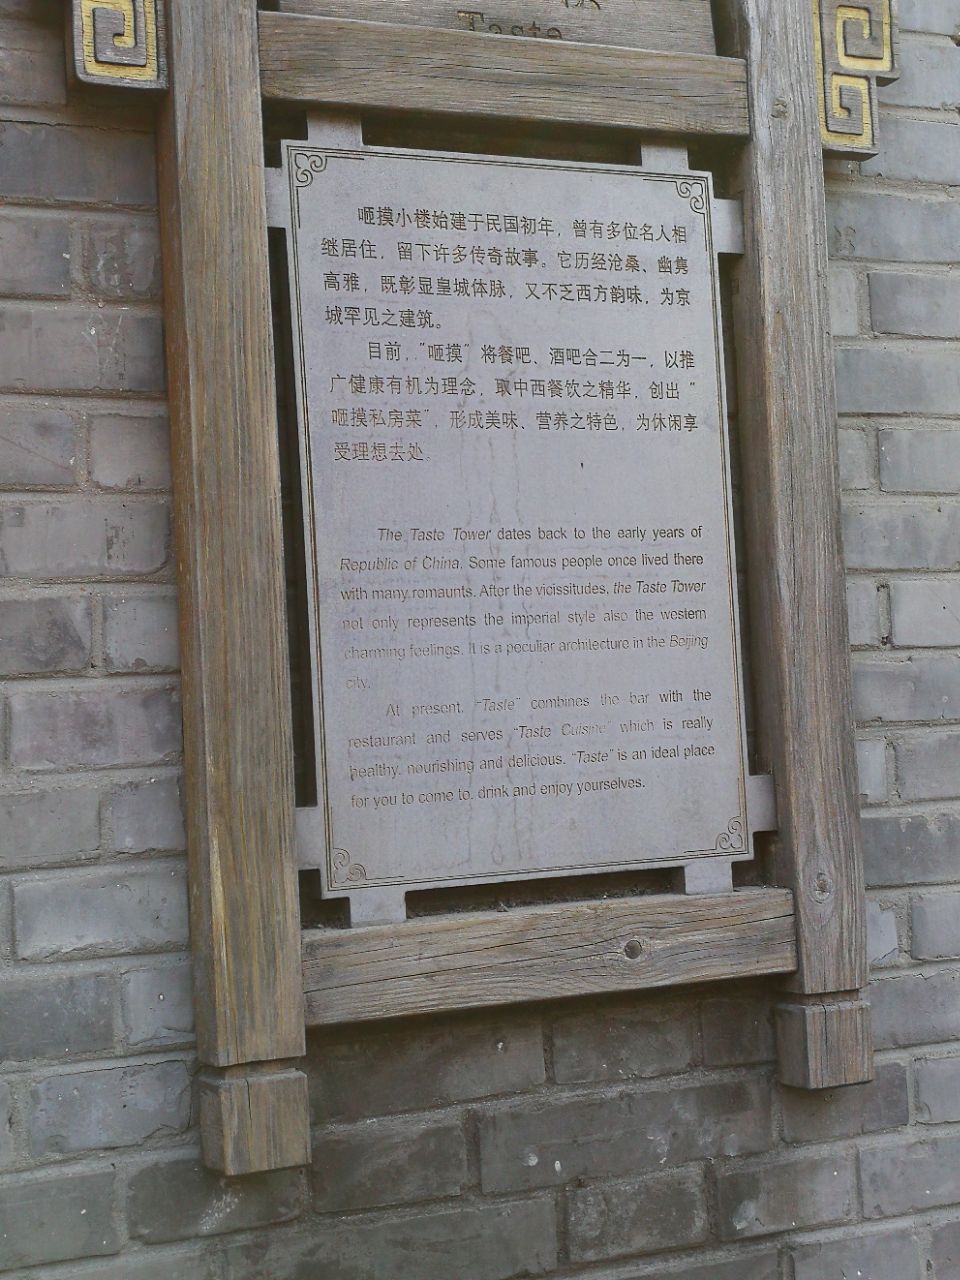 Taste
咂摸小楼始建于民国初年，曾有多位名人相
继居住，留下许多传奇故事。它历经沧桑、幽隽
高雅，既彰显皇城体脉，又不乏西方韵味，为京
城罕见之建筑。
目前，"咂摸"将餐吧、酒吧合二为一，以推
广健康有机为理念，取中西餐饮之精华，创出"
咂摸私房菜"，形成美味、营养之特色，为休闲享
受理想去处。
The Taste Tower dates back to the early years of
Republic of China. Some famous people once lived there
with many romaunts. After the vicissitudes, the Taste Tower
not only represents the imperial style also the western
charming feelings. It is a peculiar architecture in the Beijing
city.
At present, "Taste" combines the bar with the
restaurant and serves "Taste Cuisine" which is really
healthy, nourishing and delicious. "Taste" is an ideal place
for you to come to, drink and enjoy yourselves.